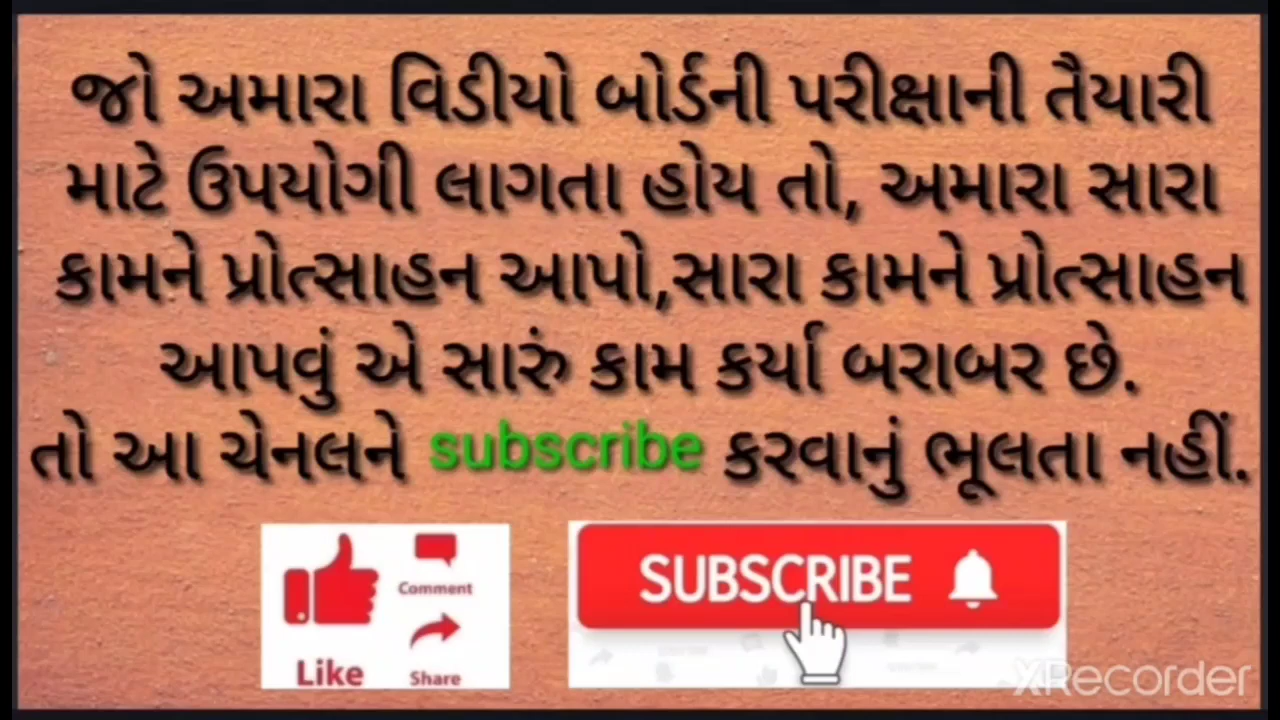 જો અમારા વિડીયો બોર્ડની પરીક્ષાની તૈયારી
માટે ઉપયોગી લાગતા હોય તો, અમારા સારા
કામને પ્રોત્સાહન આપો,સારા કામને પ્રોત્સાહન
આપવું એ સારું કામ કર્યા બરાબર છે.
તો આ ચેનલને subscribe કરવાનું ભૂલતા નહીં.
Comment
Like
Share
SUBSCRIBE
XRecorder